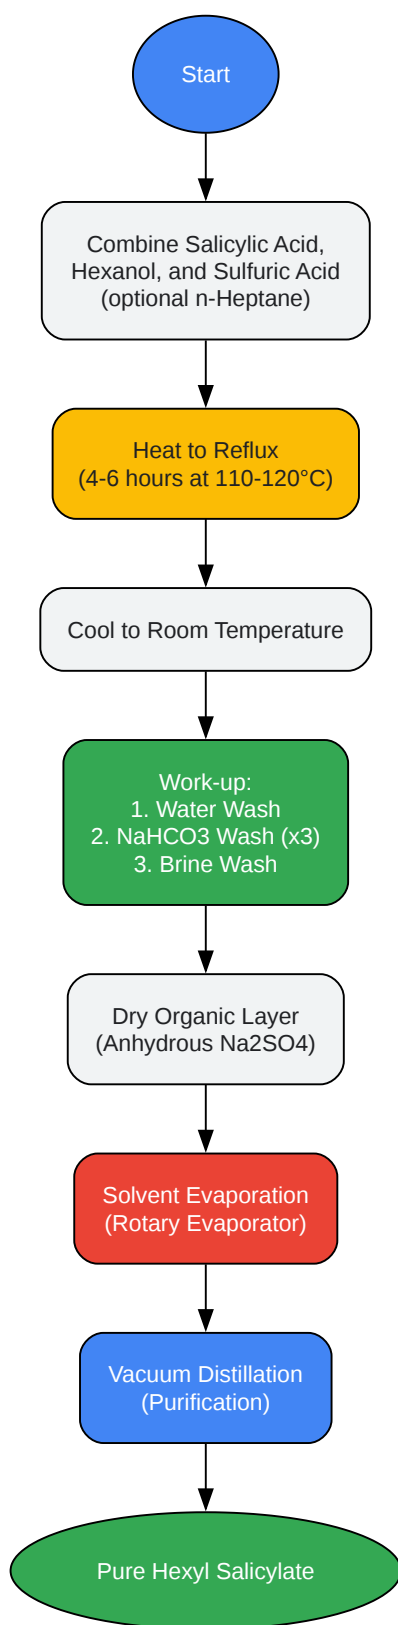 Start
Combine Salicylic Acid,
Hexanol, and Sulfuric Acid
(optional n-Heptane)
Heat to Reflux
(4-6 hours at 110-120°C)
Cool to Room Temperature
Work-up:
1. Water Wash
2. NaHCO3 Wash (x3)
3. Brine Wash
Dry Organic Layer
(Anhydrous Na2SO4)
Solvent Evaporation
(Rotary Evaporator)
Vacuum Distillation
(Purification)
Pure Hexyl Salicylate